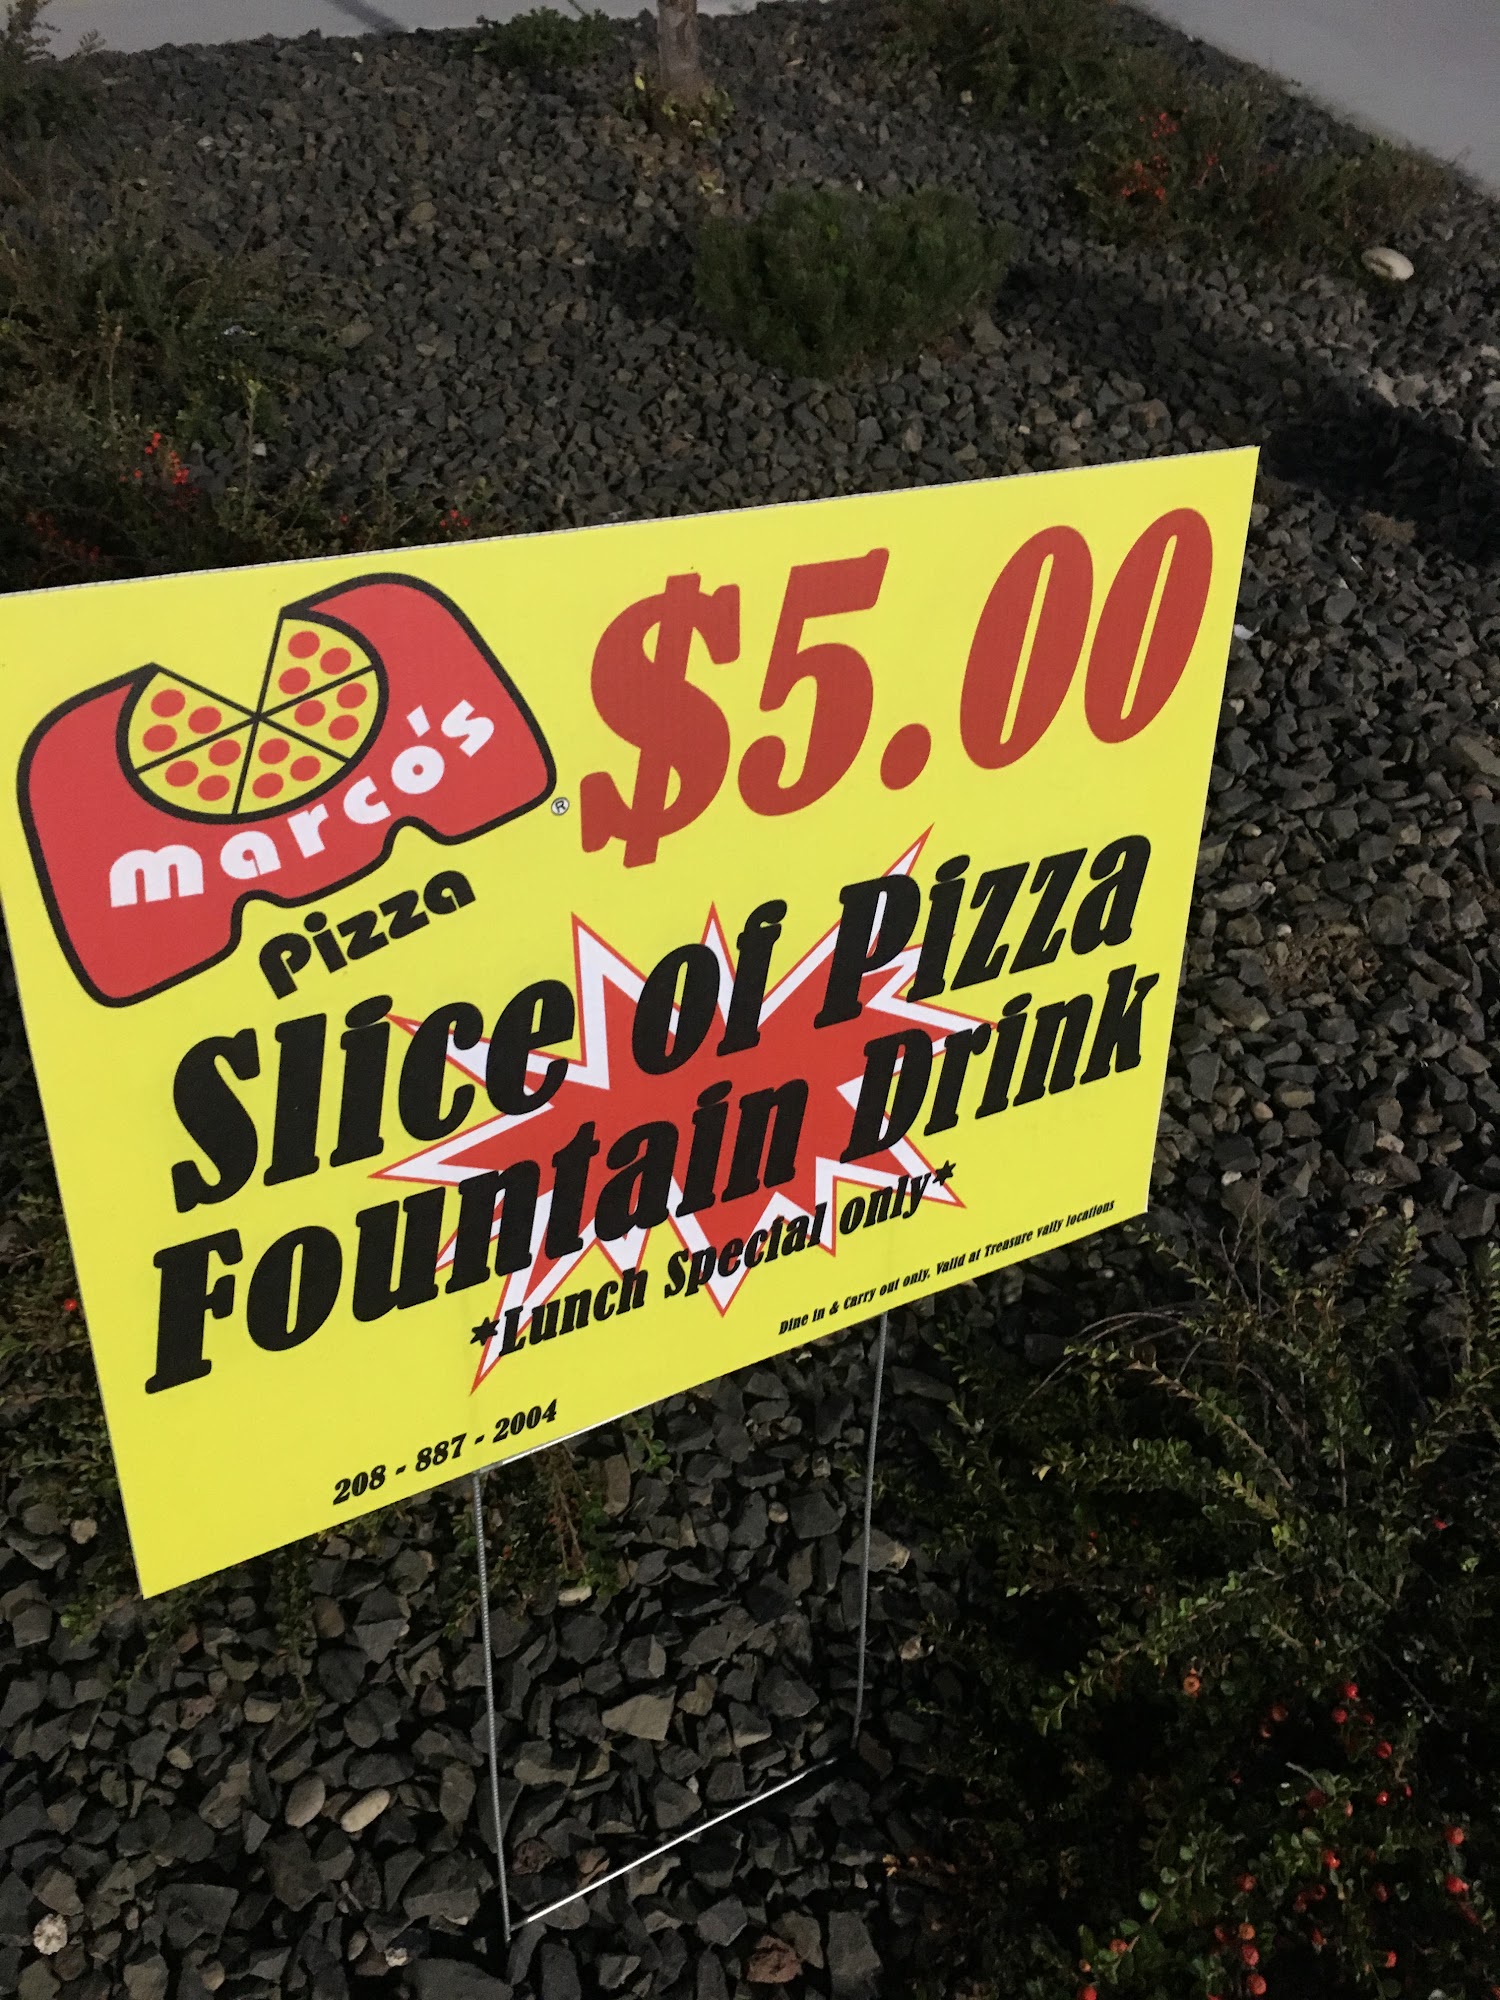 marco's
®
Pizza
$5.00
Slice of Pizza
Fountain Drink
*Lunch Special only*
Dine in & Carry out only. Valid at Treasure vally locations
208 - 887 - 2004